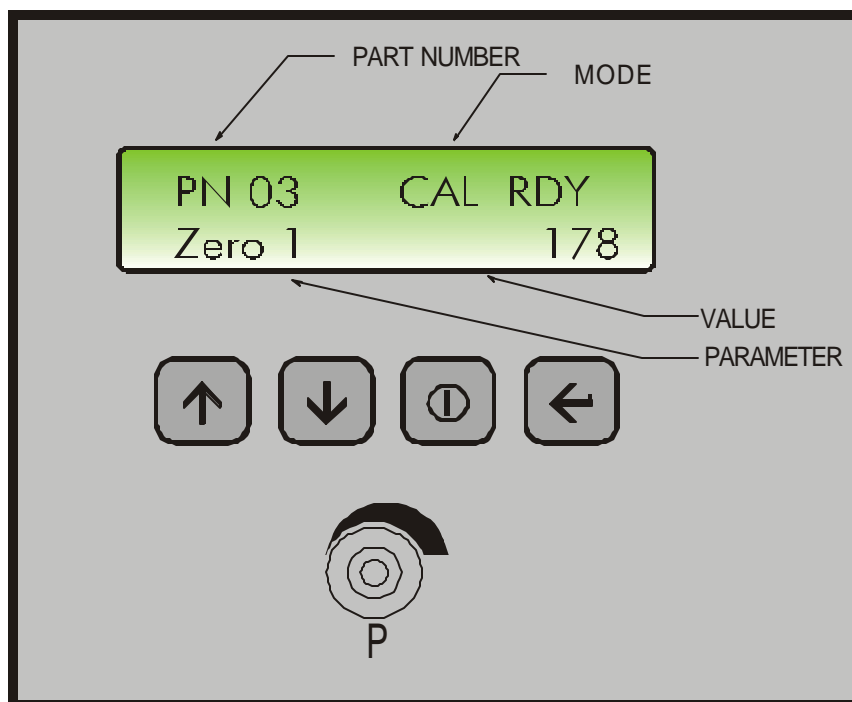 PART NUMBER
MODE
PN 03 CAL RDY
Zero 1 178
VALUE
PARAMETER
P